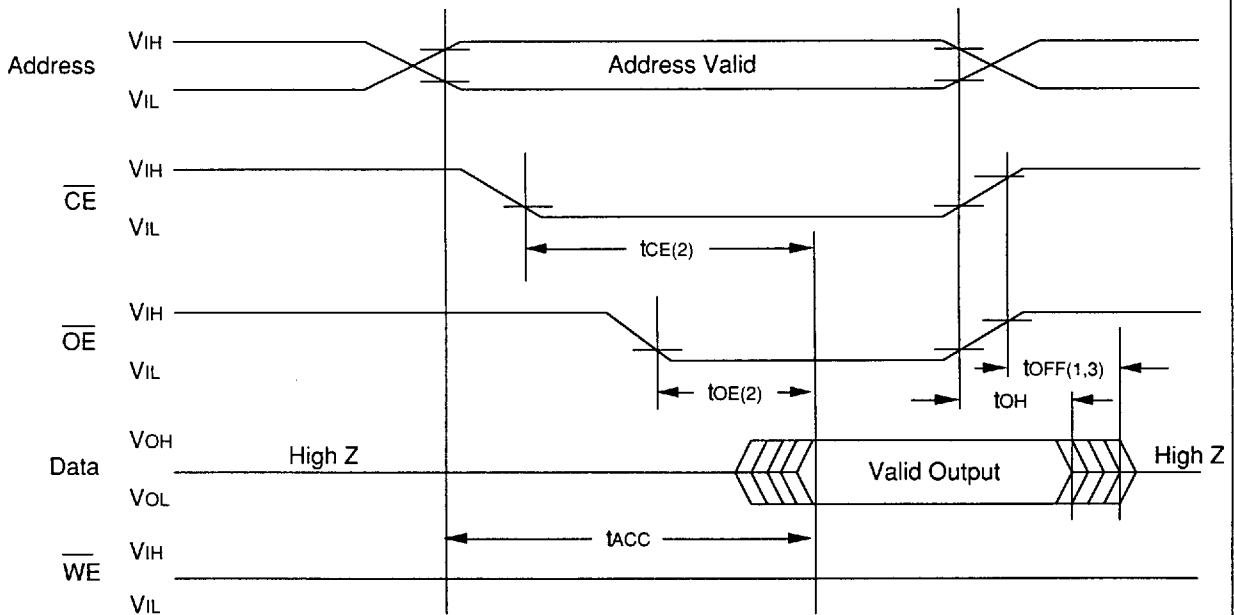 VIH
Address
Address Valid
VIL
VIH
CE
VIL
tCE(2)
VIH
OE
VIL
tOFF(1,3)
tOE(2)
tOH
VOH
High Z
Data
Valid Output
High Z
VOL
tACC
VIH
WE
VIL